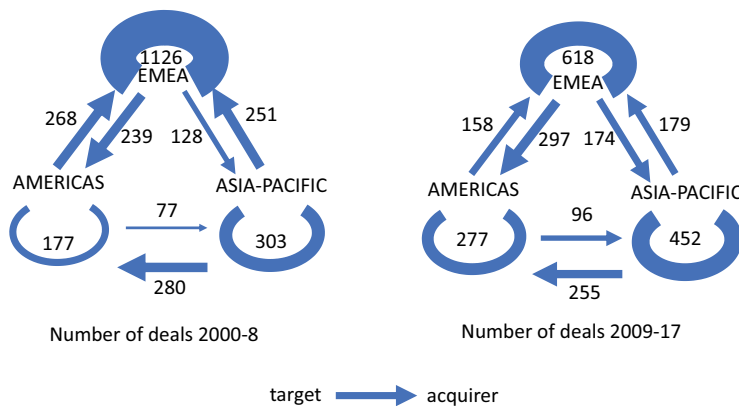 1126
EMEA
268
239
128
251
AMERICAS
ASIA-PACIFIC
77
177
303
280
Number of deals 2000-8
618
EMEA
158
297
174
179
AMERICAS
ASIA-PACIFIC
96
277
452
255
Number of deals 2009-17
target
acquirer